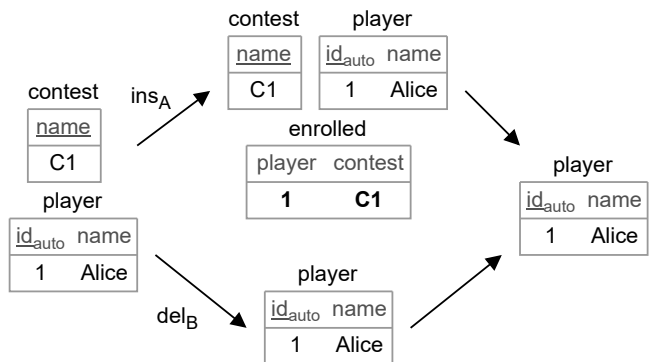 contest player
name id_auto name
C1 1 Alice
contest
name
C1
ins_A
enrolled
player contest
1 C1
player
id_auto name
1 Alice
player
id_auto name
1 Alice
del_B
player
id_auto name
1 Alice